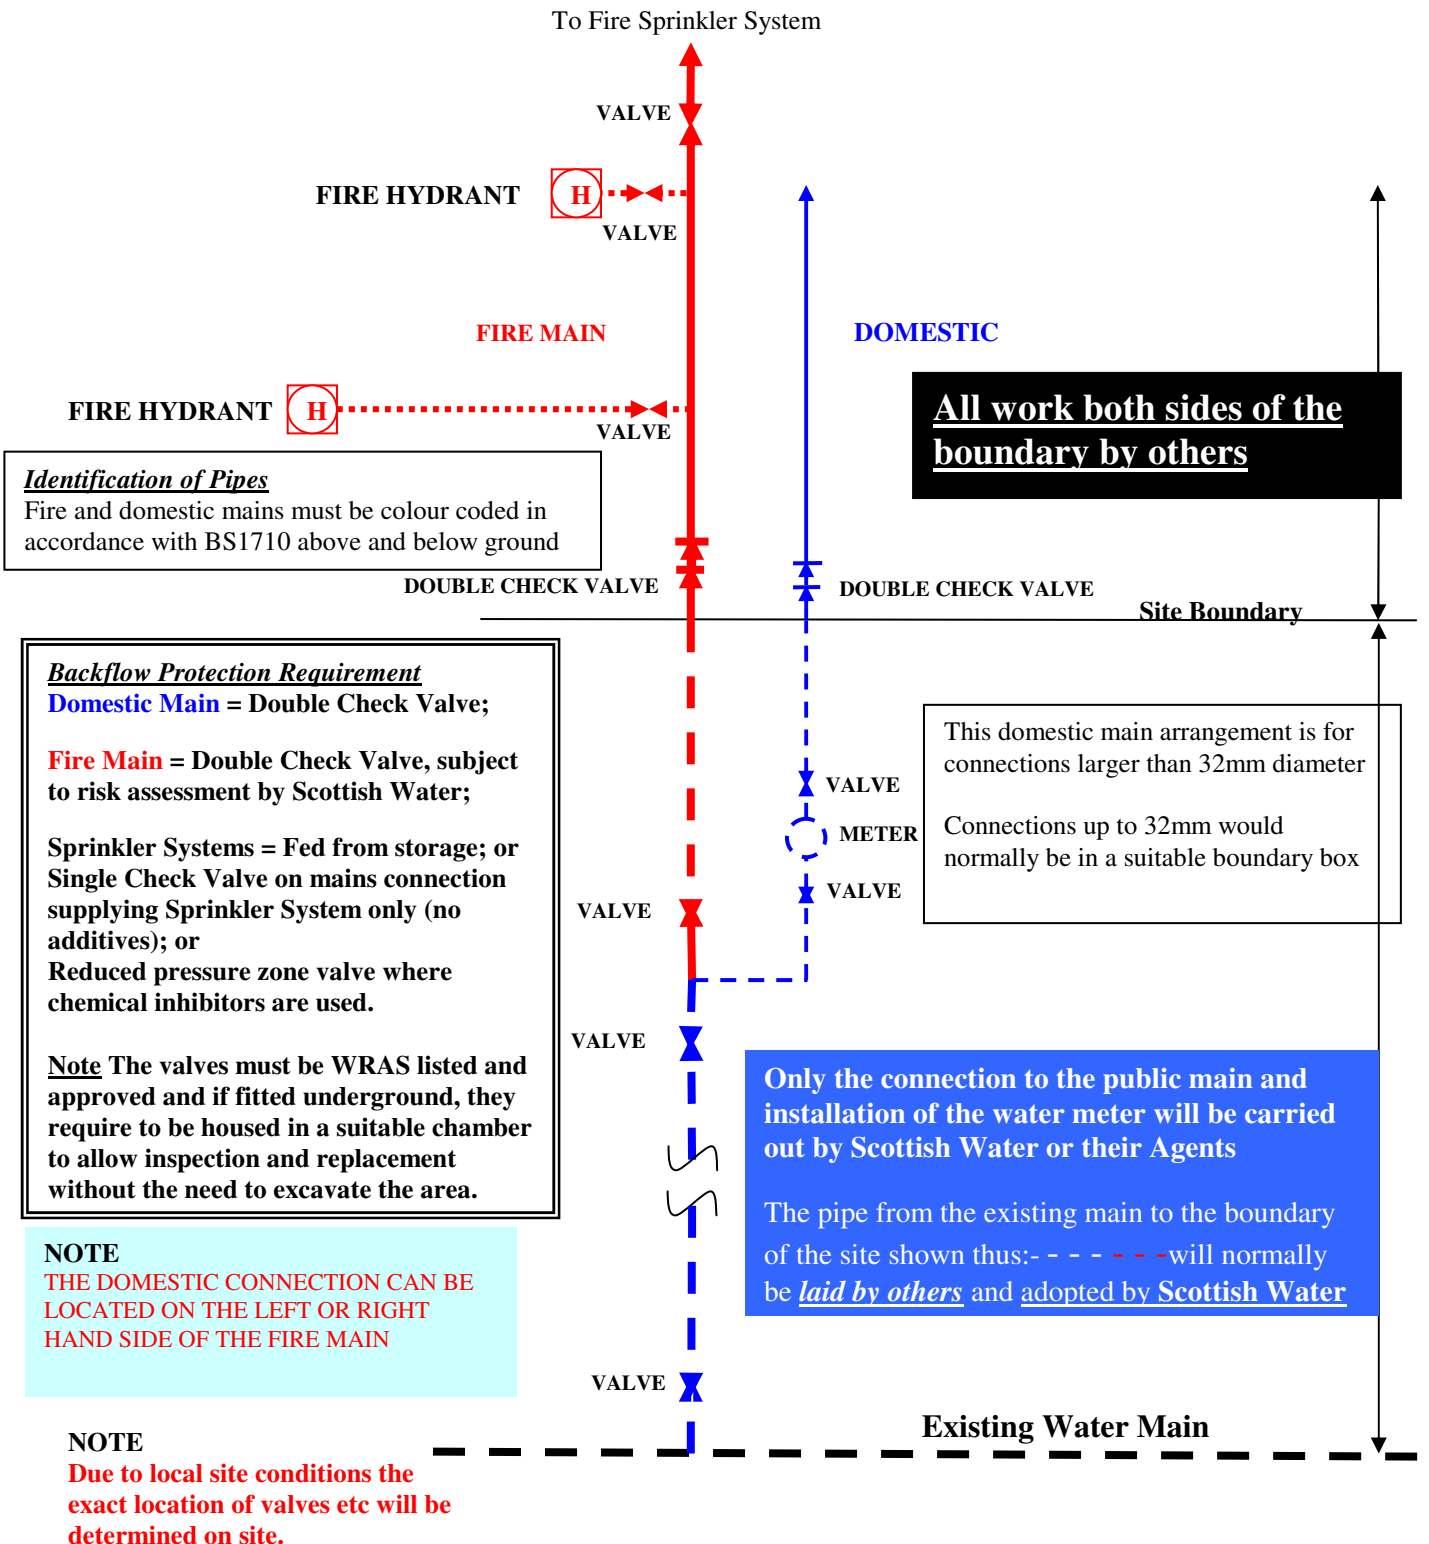 To Fire Sprinkler System
VALVE
FIRE HYDRANT
H
VALVE
FIRE MAIN
DOMESTIC
FIRE HYDRANT
H
VALVE
All work both sides of the
boundary by others
Identification of Pipes
Fire and domestic mains must be colour coded in
accordance with BS1710 above and below ground
DOUBLE CHECK VALVE
DOUBLE CHECK VALVE
Site Boundary
Backflow Protection Requirement
Domestic Main = Double Check Valve;
Fire Main = Double Check Valve, subject
to risk assessment by Scottish Water;
Sprinkler Systems = Fed from storage; or
Single Check Valve on mains connection
supplying Sprinkler System only (no
additives); or
Reduced pressure zone valve where
chemical inhibitors are used.
Note The valves must be WRAS listed and
approved and if fitted underground, they
require to be housed in a suitable chamber
to allow inspection and replacement
without the need to excavate the area.
This domestic main arrangement is for
connections larger than 32mm diameter
Connections up to 32mm would
normally be in a suitable boundary box
VALVE
METER
VALVE
VALVE
VALVE
Only the connection to the public main and
installation of the water meter will be carried
out by Scottish Water or their Agents
The pipe from the existing main to the boundary
of the site shown thus:- - - - - - -will normally
be laid by others and adopted by Scottish Water
NOTE
THE DOMESTIC CONNECTION CAN BE
LOCATED ON THE LEFT OR RIGHT
HAND SIDE OF THE FIRE MAIN
VALVE
Existing Water Main
NOTE
Due to local site conditions the
exact location of valves etc will be
determined on site.